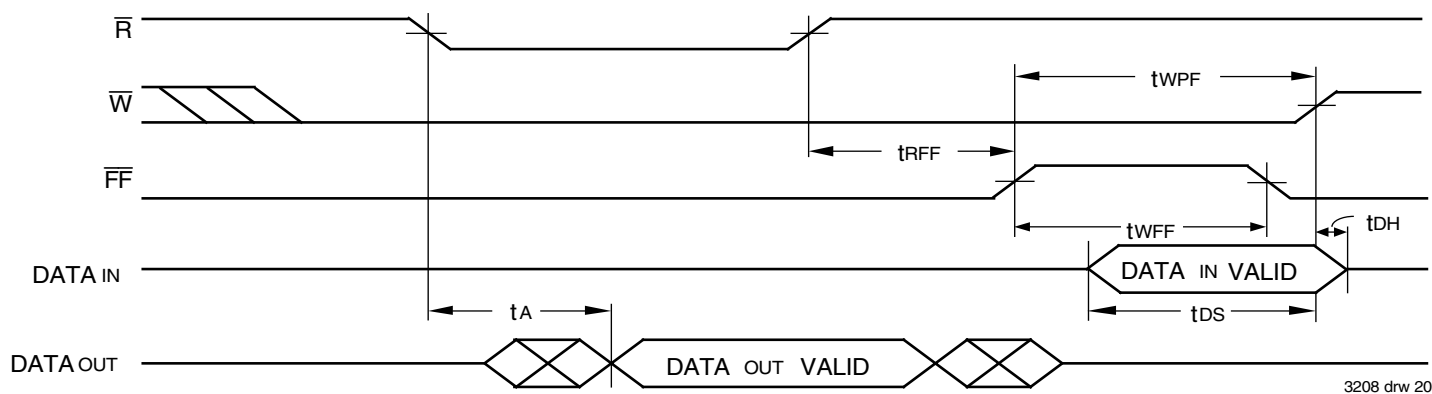 R
W
tWPF
tRFF
FF
tWFF
tDH
DATA IN
DATA IN VALID
tA
tDS
DATA OUT
DATA OUT VALID
3208 drw 20